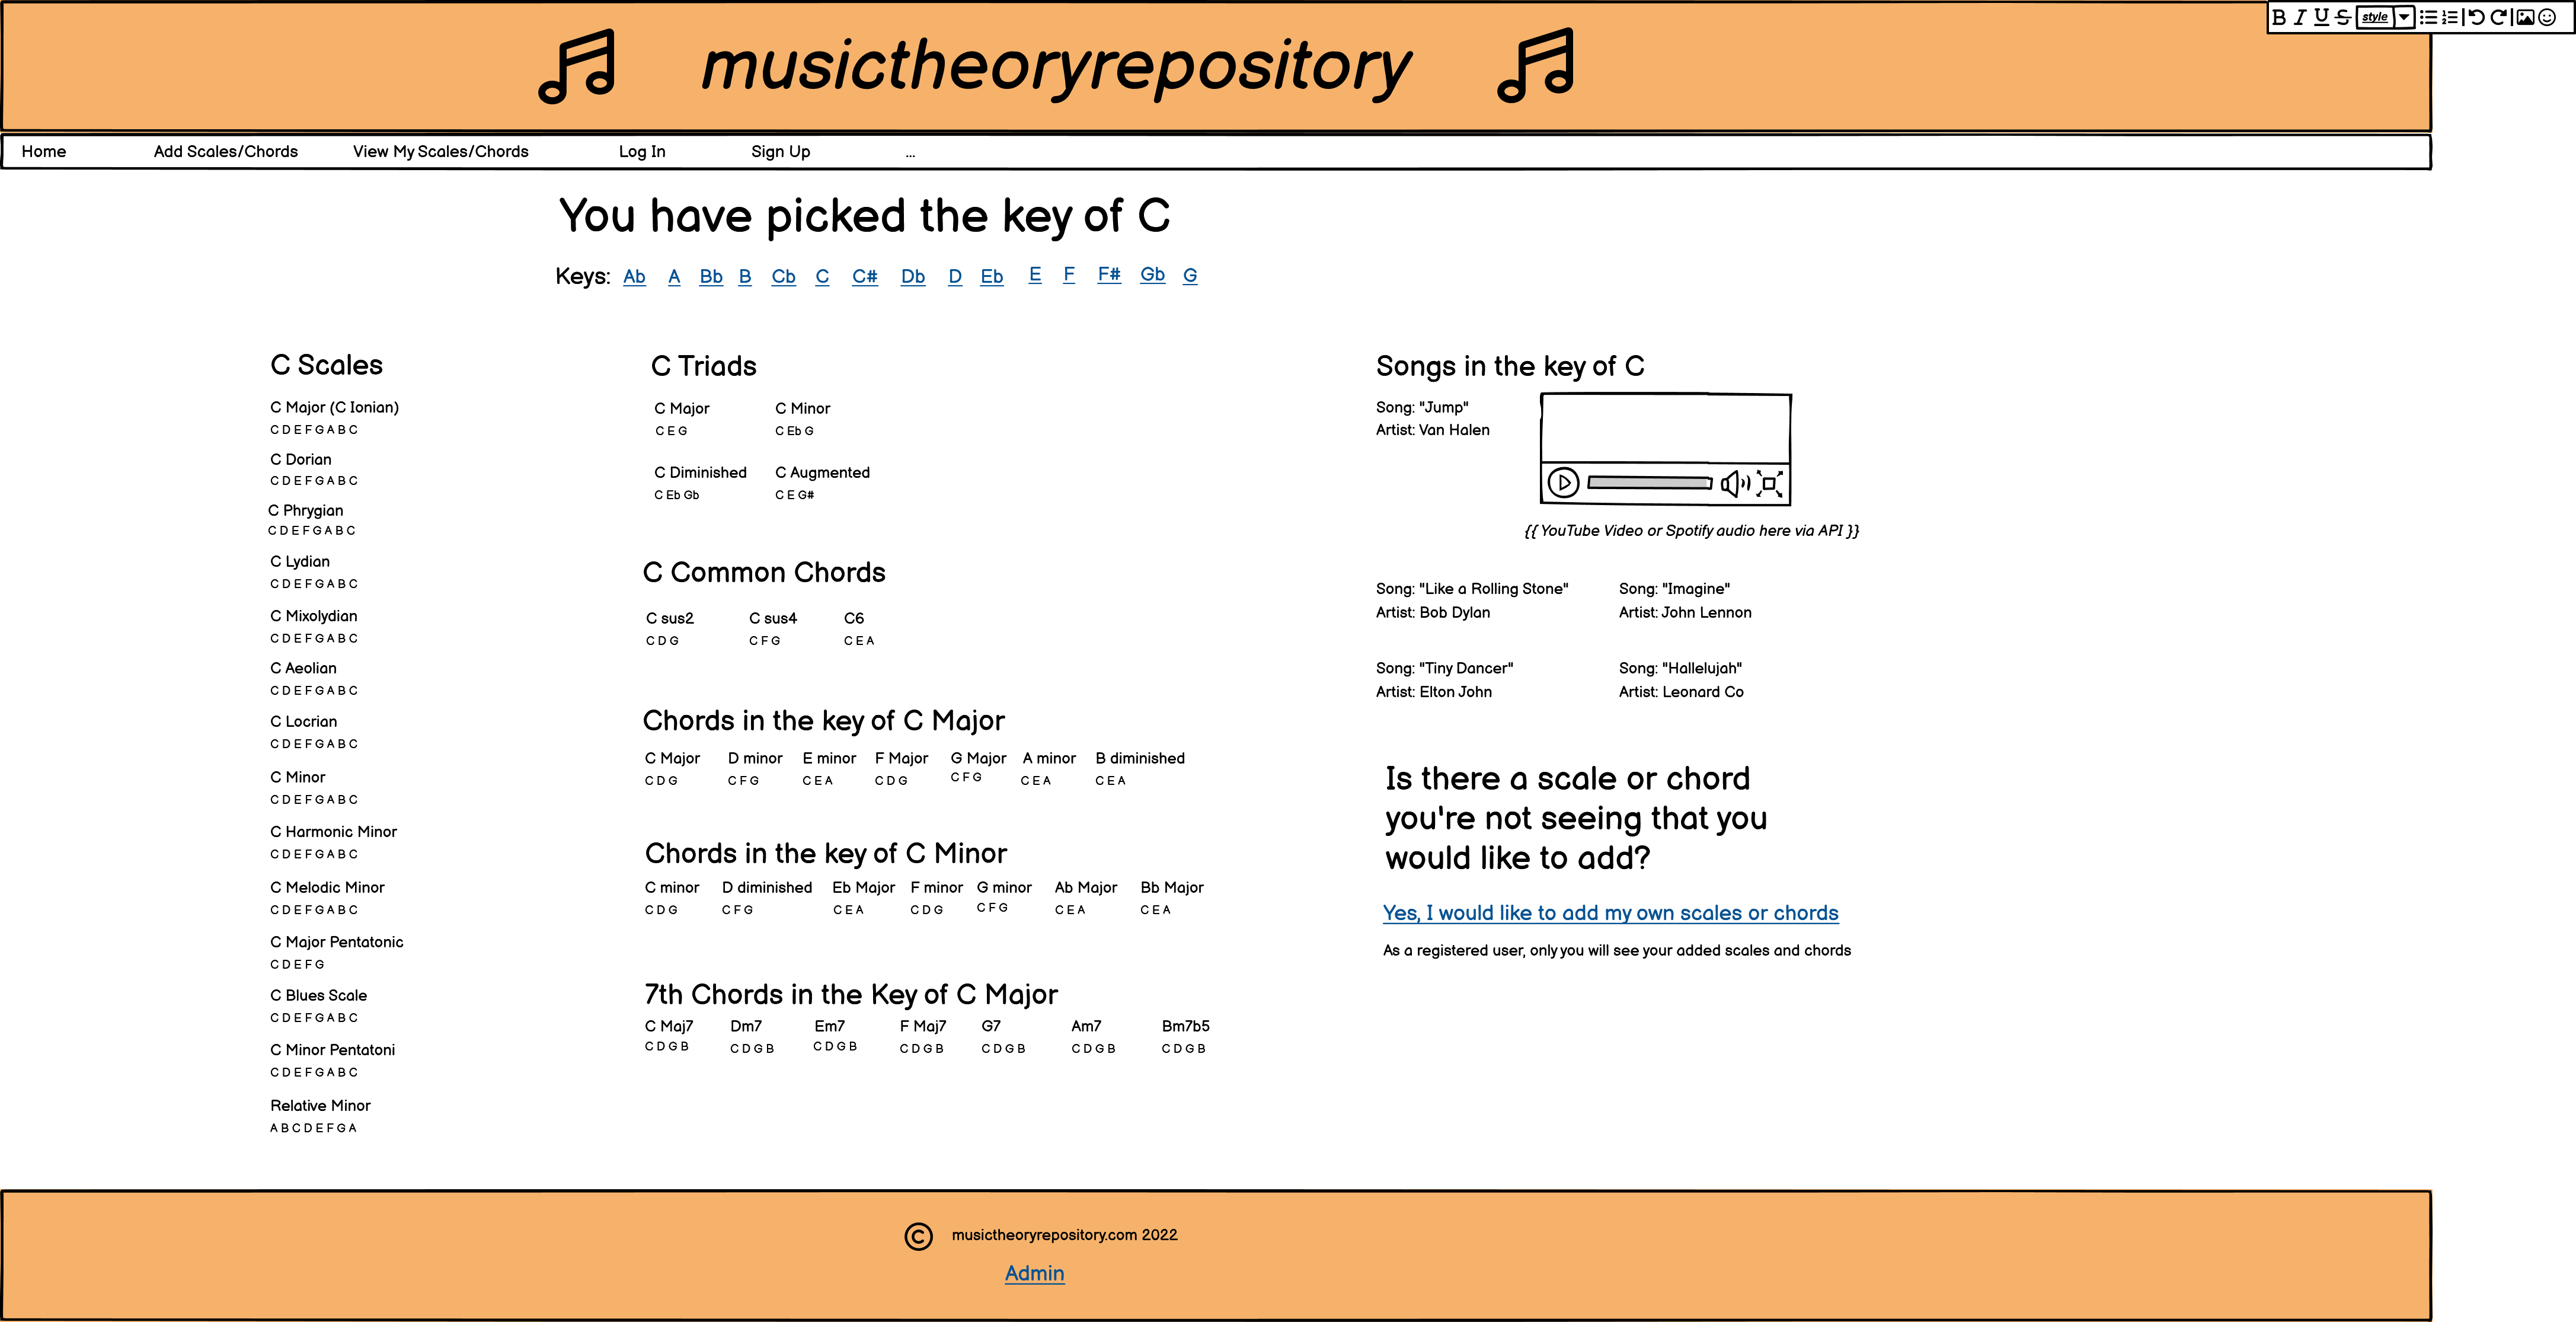 B I U S style
musictheoryrepository
Home Add Scales/Chords View My Scales/Chords Log In Sign Up ...
You have picked the key of C
Keys: Ab A Bb B Cb C C# Db D Eb E F F# Gb G
C Scales
C Major (C Ionian)
C D E F G A B C
C Dorian
C D E F G A B C
C Phrygian
C D E F G A B C
C Lydian
C D E F G A B C
C Mixolydian
C D E F G A B C
C Aeolian
C D E F G A B C
C Locrian
C D E F G A B C
C Minor
C D E F G A B C
C Harmonic Minor
C D E F G A B C
C Melodic Minor
C D E F G A B C
C Major Pentatonic
C D E F G
C Blues Scale
C D E F G A B C
C Minor Pentatoni
C D E F G A B C
Relative Minor
A B C D E F G A
C Triads
C Major C Minor
C E G C Eb G
C Diminished C Augmented
C Eb Gb C E G#
C Common Chords
C sus2 C sus4 C6
C D G C F G C E A
Chords in the key of C Major
C Major D minor E minor F Major G Major A minor B diminished
C D G C F G C E A C D G C F G C E A C E A
Chords in the key of C Minor
C minor D diminished Eb Major F minor G minor Ab Major Bb Major
C D G C F G C E A C D G C F G C E A C E A
7th Chords in the Key of C Major
C Maj7 Dm7 Em7 F Maj7 G7 Am7 Bm7b5
C D G B C D G B C D G B C D G B C D G B C D G B C D G B
Songs in the key of C
Song: "Jump"
Artist: Van Halen
{{ YouTube Video or Spotify audio here via API }}
Song: "Like a Rolling Stone" Song: "Imagine"
Artist: Bob Dylan Artist: John Lennon
Song: "Tiny Dancer" Song: "Hallelujah"
Artist: Elton John Artist: Leonard Co
Is there a scale or chord
you're not seeing that you
would like to add?
Yes, I would like to add my own scales or chords
As a registered user, only you will see your added scales and chords
© musictheoryrepository.com 2022
Admin